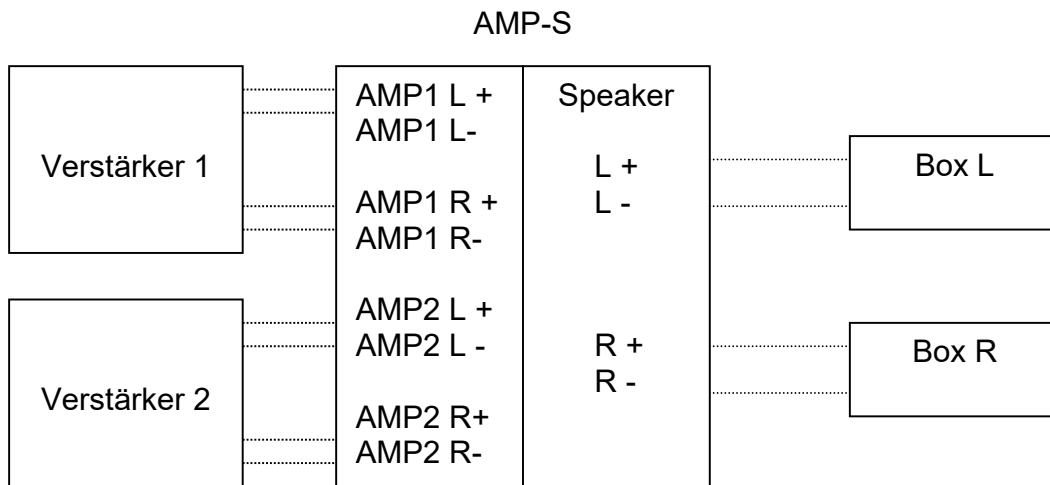 AMP-S
Verstärker 1
Verstärker 2
AMP1 L +
AMP1 L-
AMP1 R +
AMP1 R-
AMP2 L +
AMP2 L -
AMP2 R+
AMP2 R-
Speaker
L +
L -
R +
R -
Box L
Box R